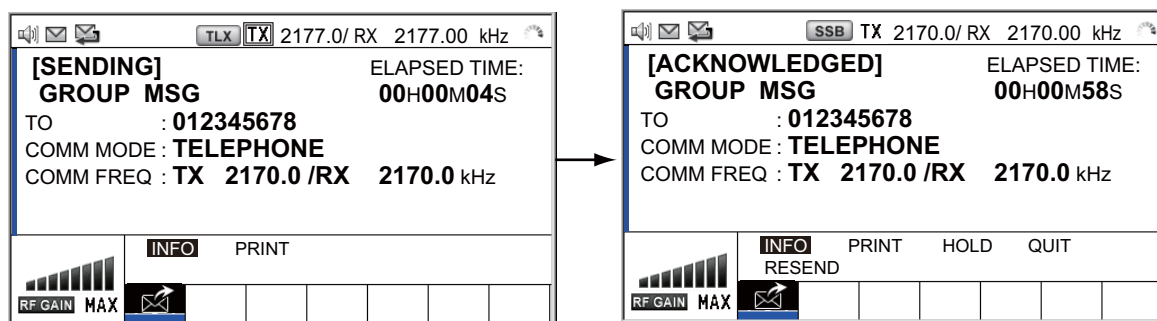 TLX TX 2177.0/ RX 2177.00 kHz
[SENDING] ELAPSED TIME:
GROUP MSG 00H00M04S
TO : 012345678
COMM MODE : TELEPHONE
COMM FREQ : TX 2170.0 /RX 2170.0 kHz
INFO PRINT
RF GAIN MAX
SSB TX 2170.0/ RX 2170.00 kHz
[ACKNOWLEDGED] ELAPSED TIME:
GROUP MSG 00H00M58S
TO : 012345678
COMM MODE : TELEPHONE
COMM FREQ : TX 2170.0 /RX 2170.0 kHz
INFO PRINT HOLD QUIT
RESEND
RF GAIN MAX